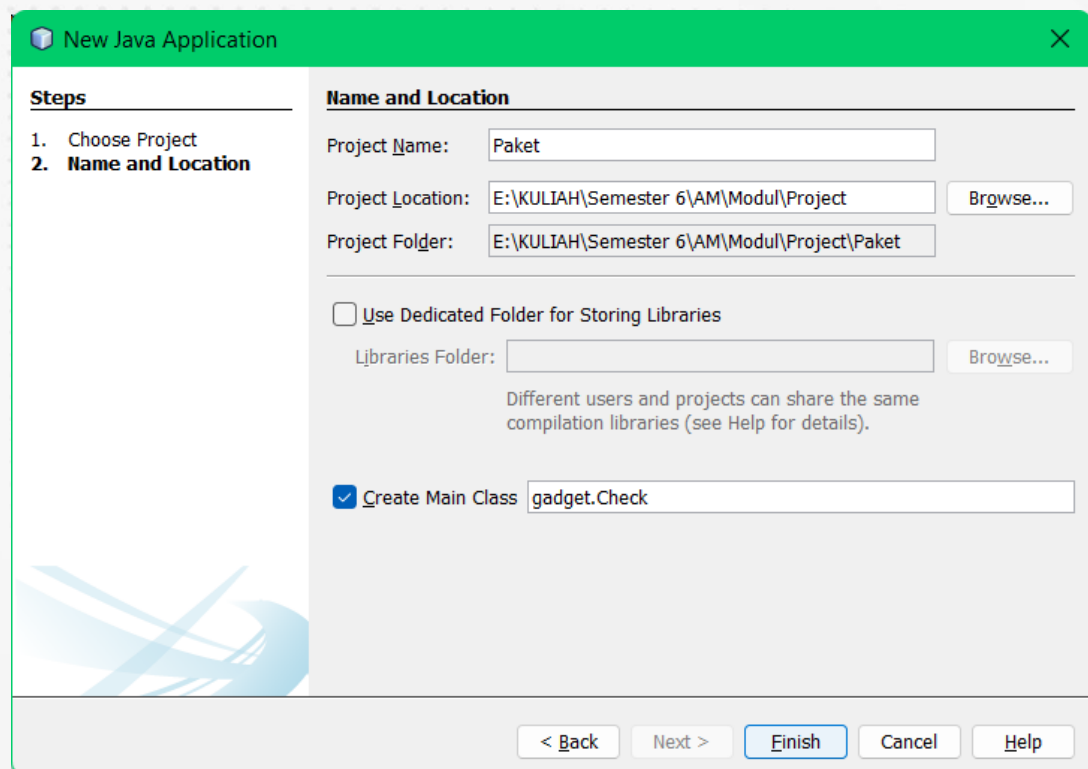 New Java Application
Steps
1. Choose Project
2. Name and Location
Name and Location
Project Name: Paket
Project Location: E:\KULIAH\Semester 6\AM\Modul\Project Browse...
Project Folder: E:\KULIAH\Semester 6\AM\Modul\Project\Paket
Use Dedicated Folder for Storing Libraries
Libraries Folder: Browse...
Different users and projects can share the same
compilation libraries (see Help for details).
Create Main Class gadget.Check
< Back Next > Finish Cancel Help